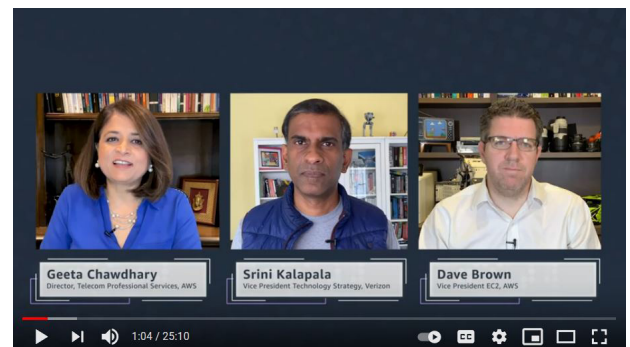 Geeta Chawdhary
Director, Telecom Professional Services, AWS
Srini Kalapala
Vice President Technology Strategy, Verizon
Dave Brown
Vice President EC2, AWS
1:04 / 25:10
CC